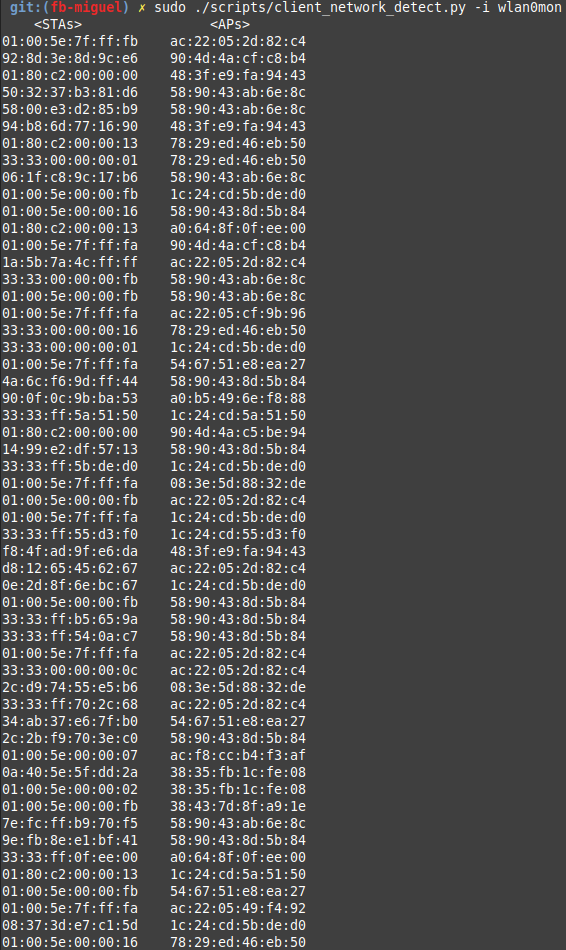 git:(fb-miguel) ✗ sudo ./scripts/client_network_detect.py -i wlan0mon
<STAs> <APs>
01:00:5e:7f:ff:fb ac:22:05:2d:82:c4
92:8d:3e:8d:9c:e6 90:4d:4a:cf:c8:b4
01:80:c2:00:00:00 48:3f:e9:fa:94:43
50:32:37:b3:81:d6 58:90:43:ab:6e:8c
58:00:e3:d2:85:b9 58:90:43:ab:6e:8c
94:b8:6d:77:16:90 48:3f:e9:fa:94:43
01:80:c2:00:00:13 78:29:ed:46:eb:50
33:33:00:00:00:01 78:29:ed:46:eb:50
06:1f:c8:9c:17:b6 58:90:43:ab:6e:8c
01:00:5e:00:00:fb 1c:24:cd:5b:de:d0
01:00:5e:00:00:16 58:90:43:8d:5b:84
01:80:c2:00:00:13 a0:64:8f:0f:ee:00
01:00:5e:7f:ff:fa 90:4d:4a:cf:c8:b4
1a:5b:7a:4c:ff:ff ac:22:05:2d:82:c4
33:33:00:00:00:fb 58:90:43:ab:6e:8c
01:00:5e:00:00:fb 58:90:43:ab:6e:8c
01:00:5e:7f:ff:fa ac:22:05:cf:9b:96
33:33:00:00:00:16 78:29:ed:46:eb:50
33:33:00:00:00:01 1c:24:cd:5b:de:d0
01:00:5e:7f:ff:fa 54:67:51:e8:ea:27
4a:6c:f6:9d:ff:44 58:90:43:8d:5b:84
90:0f:0c:9b:ba:53 a0:b5:49:6e:f8:88
33:33:ff:5a:51:50 1c:24:cd:5a:51:50
01:80:c2:00:00:00 90:4d:4a:c5:be:94
14:99:e2:df:57:13 58:90:43:8d:5b:84
33:33:ff:5b:de:d0 1c:24:cd:5b:de:d0
01:00:5e:7f:ff:fa 08:3e:5d:88:32:de
01:00:5e:00:00:fb ac:22:05:2d:82:c4
01:00:5e:7f:ff:fa 1c:24:cd:5b:de:d0
33:33:ff:55:d3:f0 1c:24:cd:55:d3:f0
f8:4f:ad:9f:e6:da 48:3f:e9:fa:94:43
d8:12:65:45:62:67 ac:22:05:2d:82:c4
0e:2d:8f:6e:bc:67 1c:24:cd:5b:de:d0
01:00:5e:00:00:fb 58:90:43:8d:5b:84
33:33:ff:b5:65:9a 58:90:43:8d:5b:84
33:33:ff:54:0a:c7 58:90:43:8d:5b:84
01:00:5e:7f:ff:fa ac:22:05:2d:82:c4
33:33:00:00:00:0c ac:22:05:2d:82:c4
2c:d9:74:55:e5:b6 08:3e:5d:88:32:de
33:33:ff:70:2c:68 ac:22:05:2d:82:c4
34:ab:37:e6:7f:b0 54:67:51:e8:ea:27
2c:2b:f9:70:3e:c0 58:90:43:8d:5b:84
01:00:5e:00:00:07 ac:f8:cc:b4:f3:af
0a:40:5e:5f:dd:2a 38:35:fb:1c:fe:08
01:00:5e:00:00:02 38:35:fb:1c:fe:08
01:00:5e:00:00:fb 38:43:7d:8f:a9:1e
7e:fc:ff:b9:70:f5 58:90:43:ab:6e:8c
9e:fb:8e:e1:bf:41 58:90:43:8d:5b:84
33:33:ff:0f:ee:00 a0:64:8f:0f:ee:00
01:80:c2:00:00:13 1c:24:cd:5a:51:50
01:00:5e:00:00:fb 54:67:51:e8:ea:27
01:00:5e:7f:ff:fa ac:22:05:49:f4:92
08:37:3d:e7:c1:5d 1c:24:cd:5b:de:d0
01:00:5e:00:00:16 78:29:ed:46:eb:50